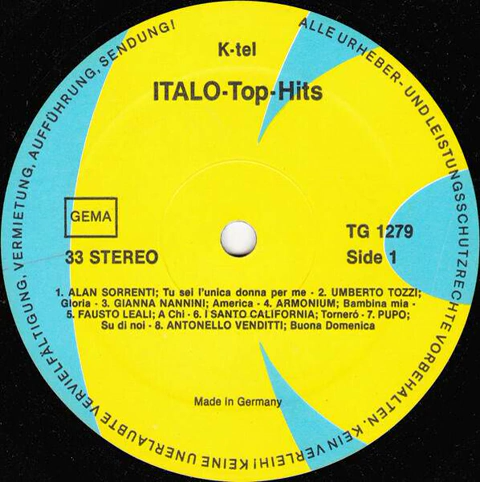 K-tel
ITALO-Top-Hits
GEMA
33 STEREO
TG 1279
Side 1
1. ALAN SORRENTI; Tu sei l'unica donna per me - 2. UMBERTO TOZZI;
Gloria - 3. GIANNA NANNINI; America - 4. ARMONIUM; Bambina mia -
5. FAUSTO LEALI; A Chi - 6. I SANTO CALIFORNIA; Torneró - 7. PUPO;
Su di noi - 8. ANTONELLO VENDITTI; Buona Domenica
Made in Germany
ALLE URHEBER- UND LEISTUNGSSCHUTZRECHTE VORBEHALTEN. KEIN VERLEIH! KEINE UNERLAUBTE VERVIELFÄLTIGUNG, VERMIETUNG, AUFFÜHRUNG, SENDUNG!